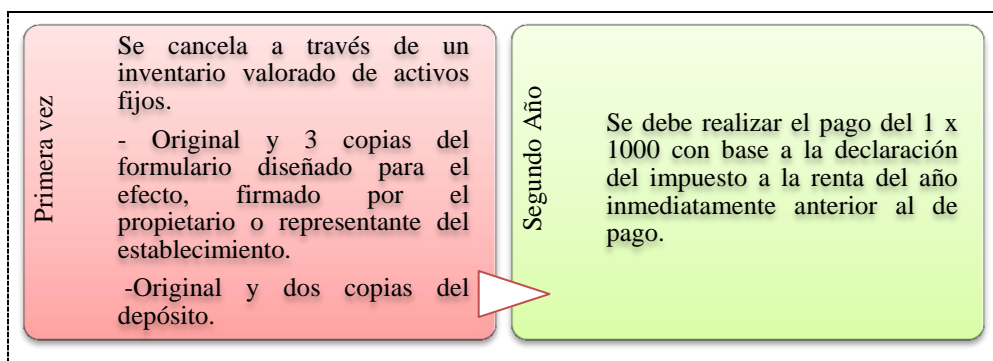 Primera vez
Se cancela a través de un
inventario valorado de activos
fijos.
- Original y 3 copias del
formulario diseñado para el
efecto, firmado por el
propietario o representante del
establecimiento.
-Original y dos copias del
depósito.
Segundo Año
Se debe realizar el pago del 1 x
1000 con base a la declaración
del impuesto a la renta del año
inmediatamente anterior al de
pago.